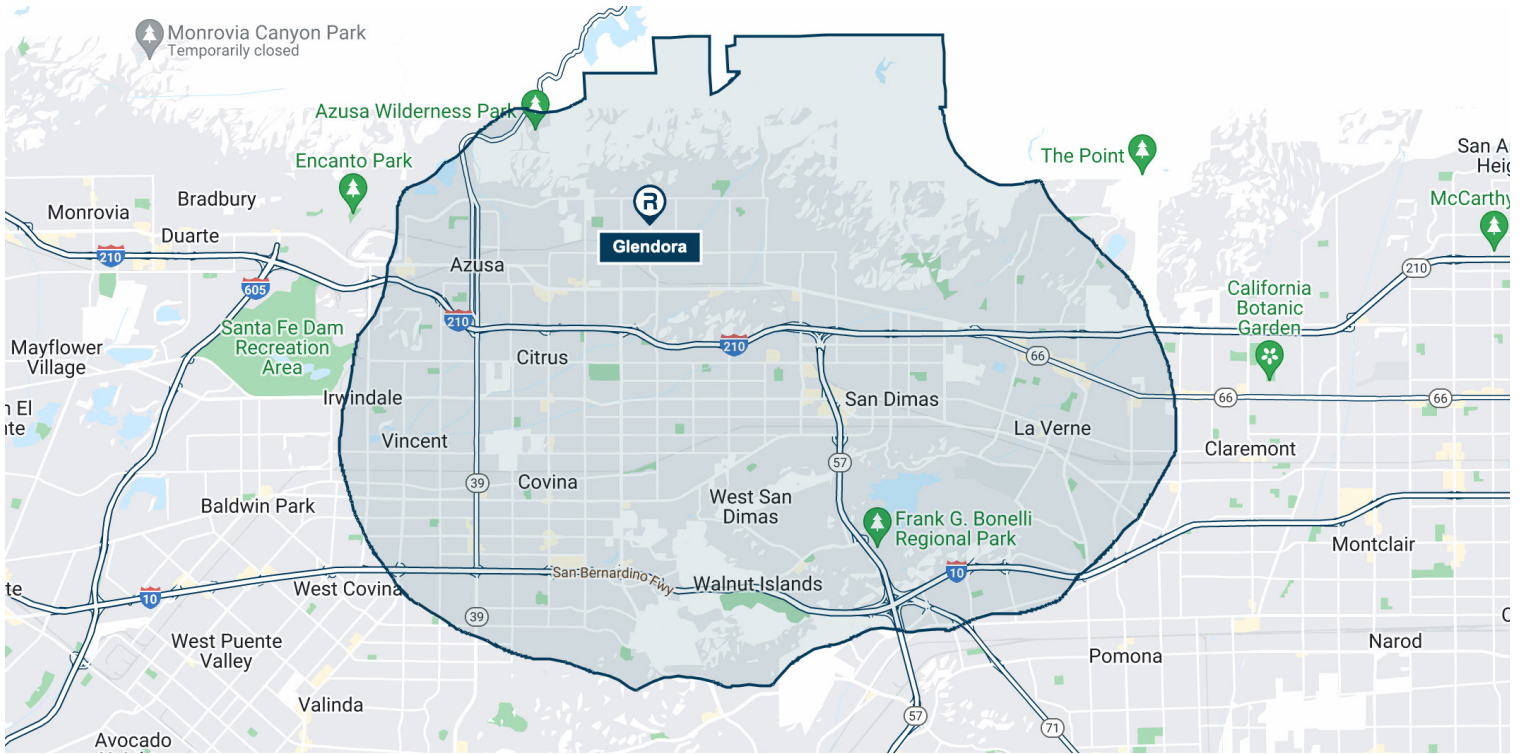 Monrovia Canyon Park
Temporarily closed
Azusa Wilderness Park
Encanto Park
The Point
San A
Heig
McCarthy
Bradbury
Monrovia
R
Duarte
Glendora
210
Azusa
210
605
California
Botanic
Garden
210
Santa Fe Dam
Recreation
Area
Mayflower
Village
Citrus
210
66
Irwindale
San Dimas
66
66
n El
nte
Vincent
La Verne
Claremont
57
Covina
39
West San
Dimas
Baldwin Park
Frank G. Bonelli
Regional Park
Montclair
San Bernardino Fwy
10
te
West Covina
Walnut Islands
10
39
C
West Puente
Valley
Narod
Pomona
Valinda
57
71
Avocado